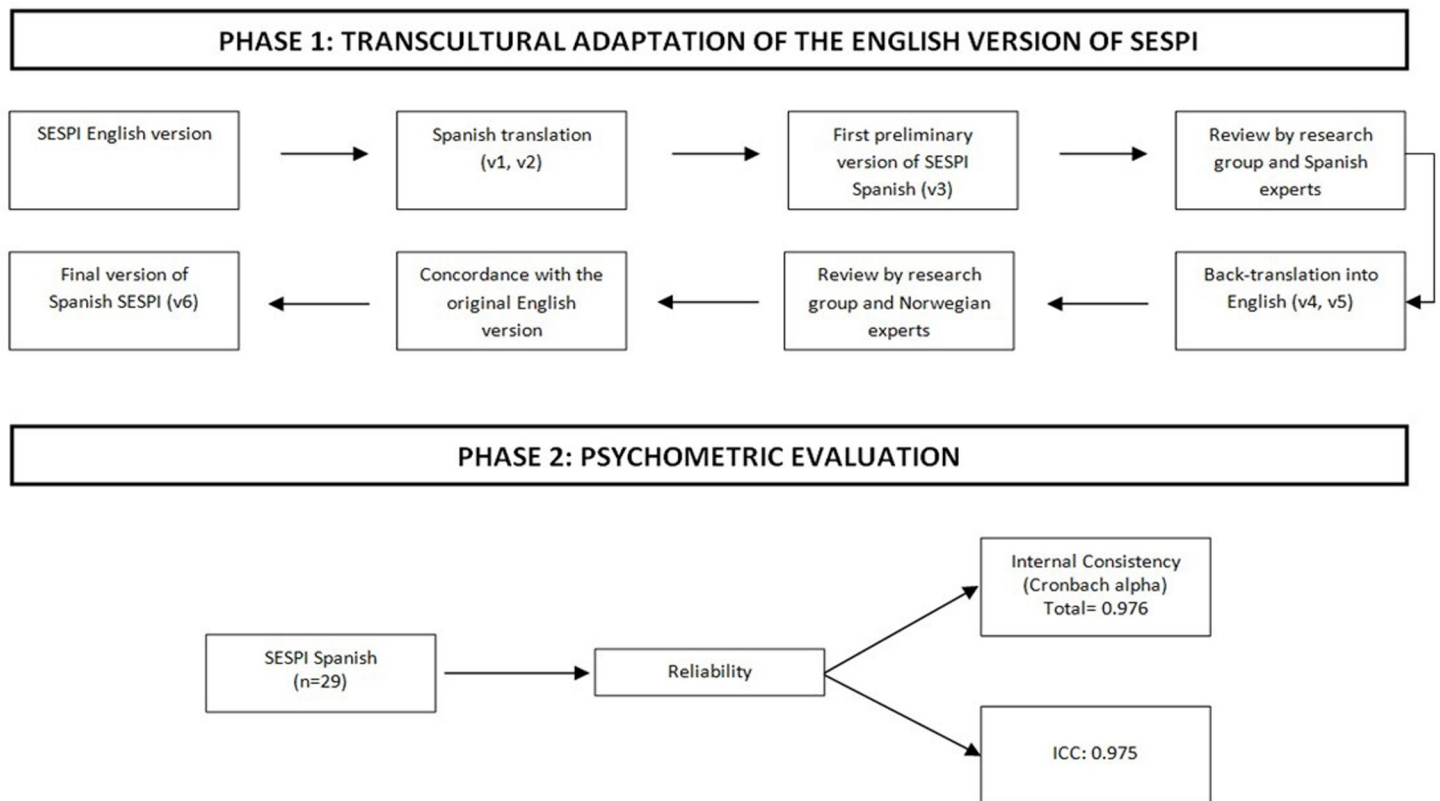 PHASE 1: TRANSCULTURAL ADAPTATION OF THE ENGLISH VERSION OF SESPI
SESPI English version
Spanish translation
(v1, v2)
First preliminary
version of SESPI
Spanish (v3)
Review by research
group and Spanish
experts
Back-translation into
English (v4, v5)
Review by research
group and Norwegian
experts
Concordance with the
original English
version
Final version of
Spanish SESPI (v6)
PHASE 2: PSYCHOMETRIC EVALUATION
SESPI Spanish
(n=29)
Reliability
Internal Consistency
(Cronbach alpha)
Total= 0.976
ICC: 0.975